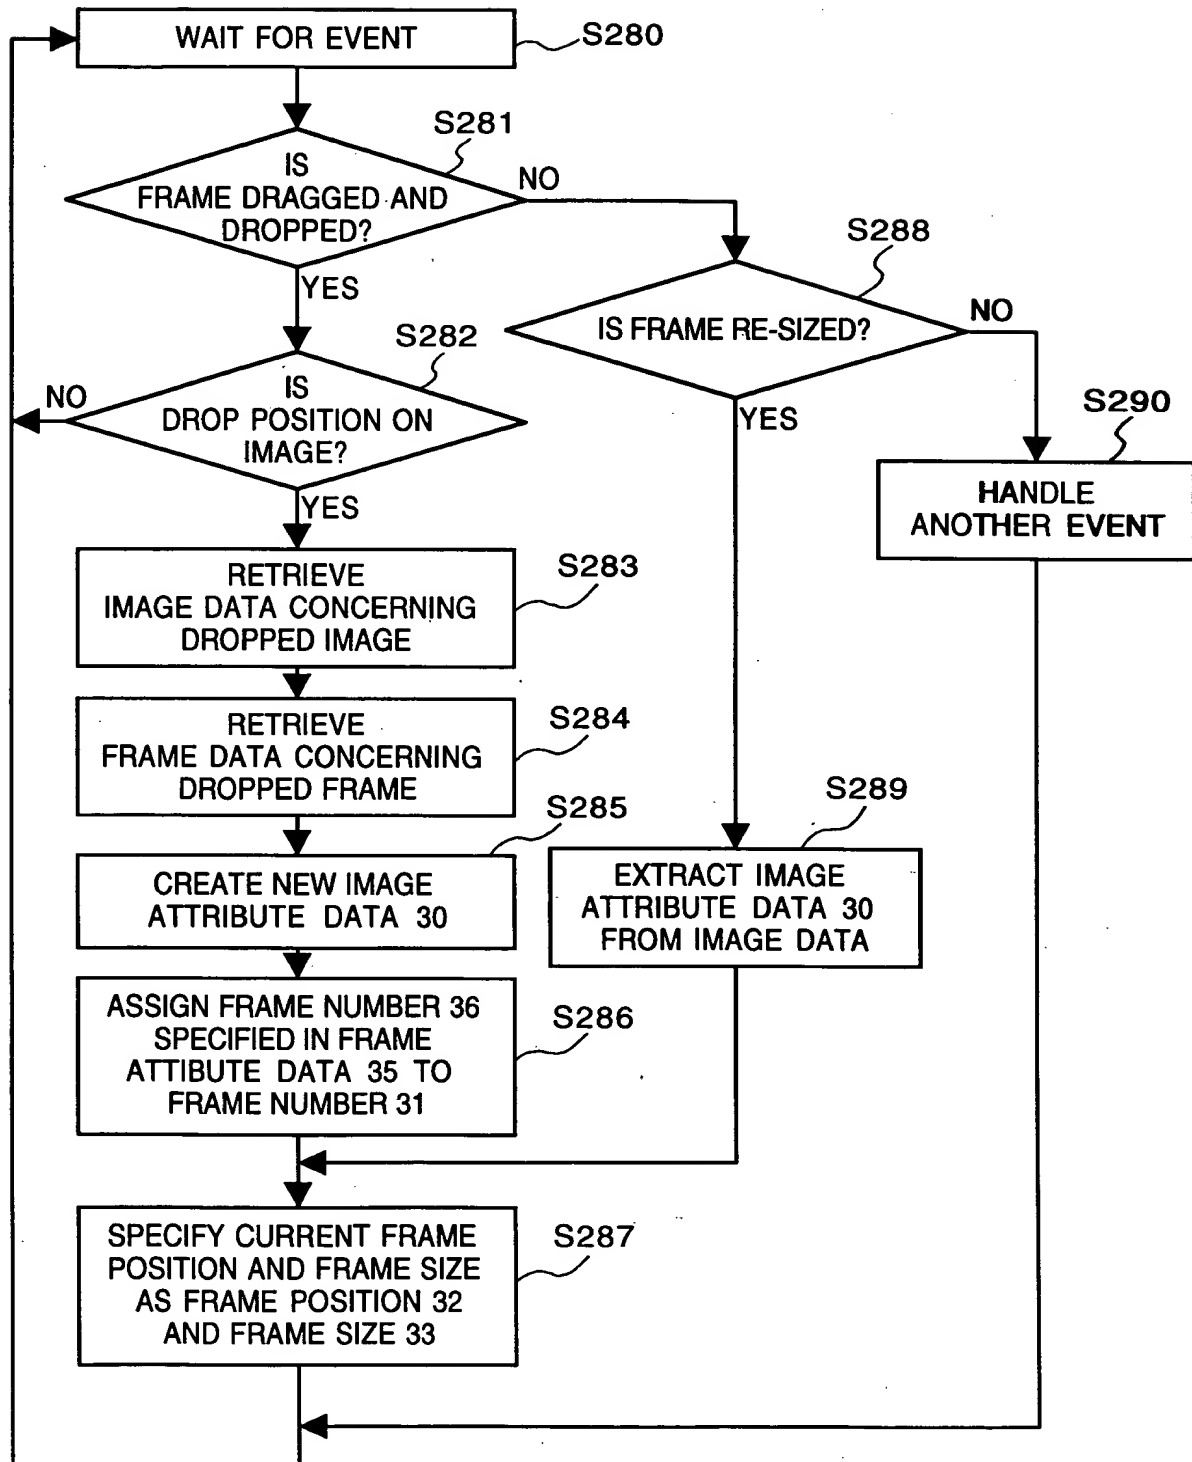 WAIT FOR EVENT
S280
S281
IS
FRAME DRAGGED AND
DROPPED?
NO
YES
S288
IS FRAME RE-SIZED?
NO
YES
S282
IS
DROP POSITION ON
IMAGE?
NO
YES
S290
HANDLE
ANOTHER EVENT
S283
RETRIEVE
IMAGE DATA CONCERNING
DROPPED IMAGE
S284
RETRIEVE
FRAME DATA CONCERNING
DROPPED FRAME
S285
CREATE NEW IMAGE
ATTRIBUTE DATA 30
S289
EXTRACT IMAGE
ATTRIBUTE DATA 30
FROM IMAGE DATA
S286
ASSIGN FRAME NUMBER 36
SPECIFIED IN FRAME
ATTIBUTE DATA 35 TO
FRAME NUMBER 31
S287
SPECIFY CURRENT FRAME
POSITION AND FRAME SIZE
AS FRAME POSITION 32
AND FRAME SIZE 33